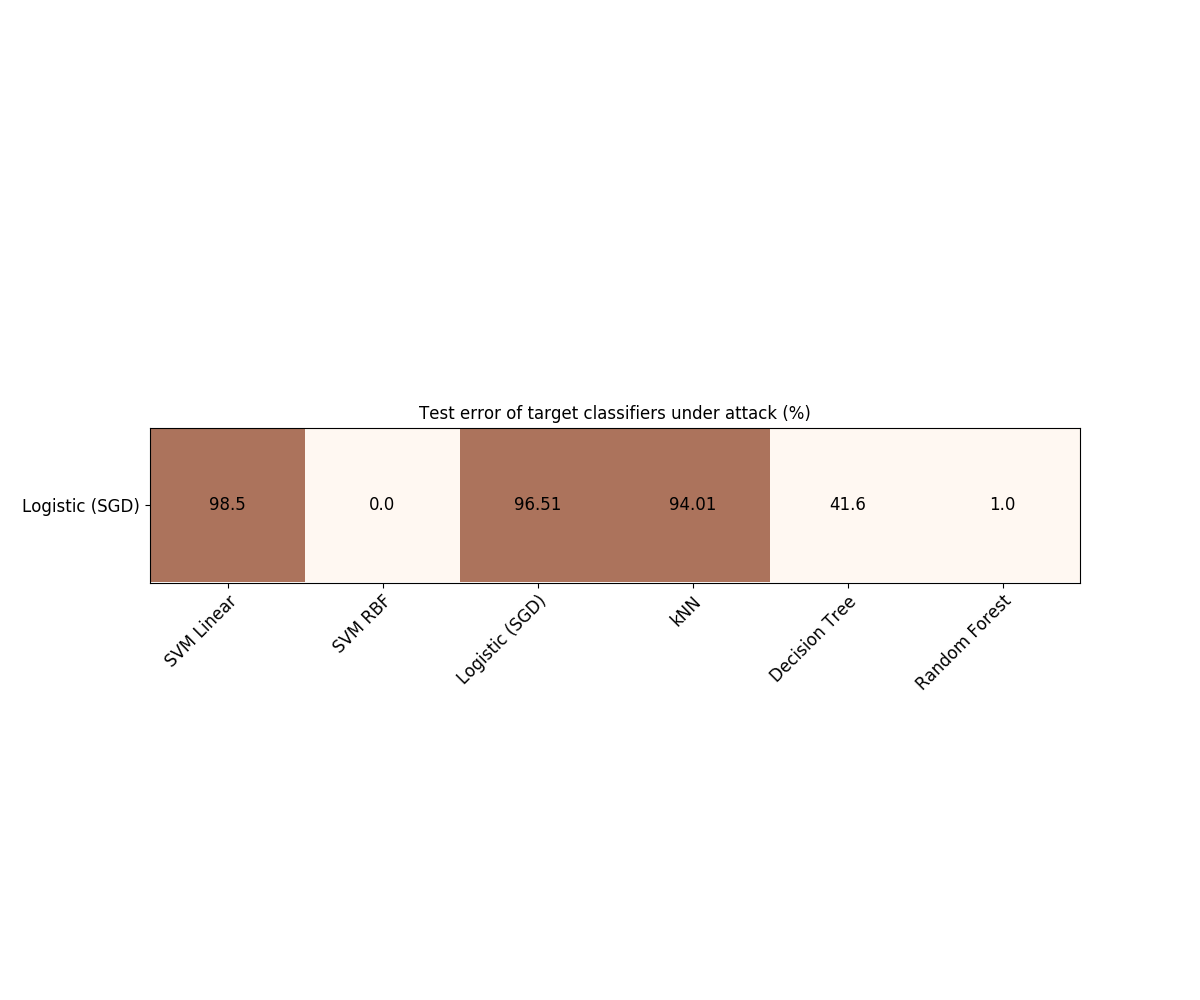 Test error of target classifiers under attack (%)
Logistic (SGD)
98.5
0.0
96.51
94.01
41.6
1.0
SVM Linear
SVM RBF
Logistic (SGD)
kNN
Decision Tree
Random Forest